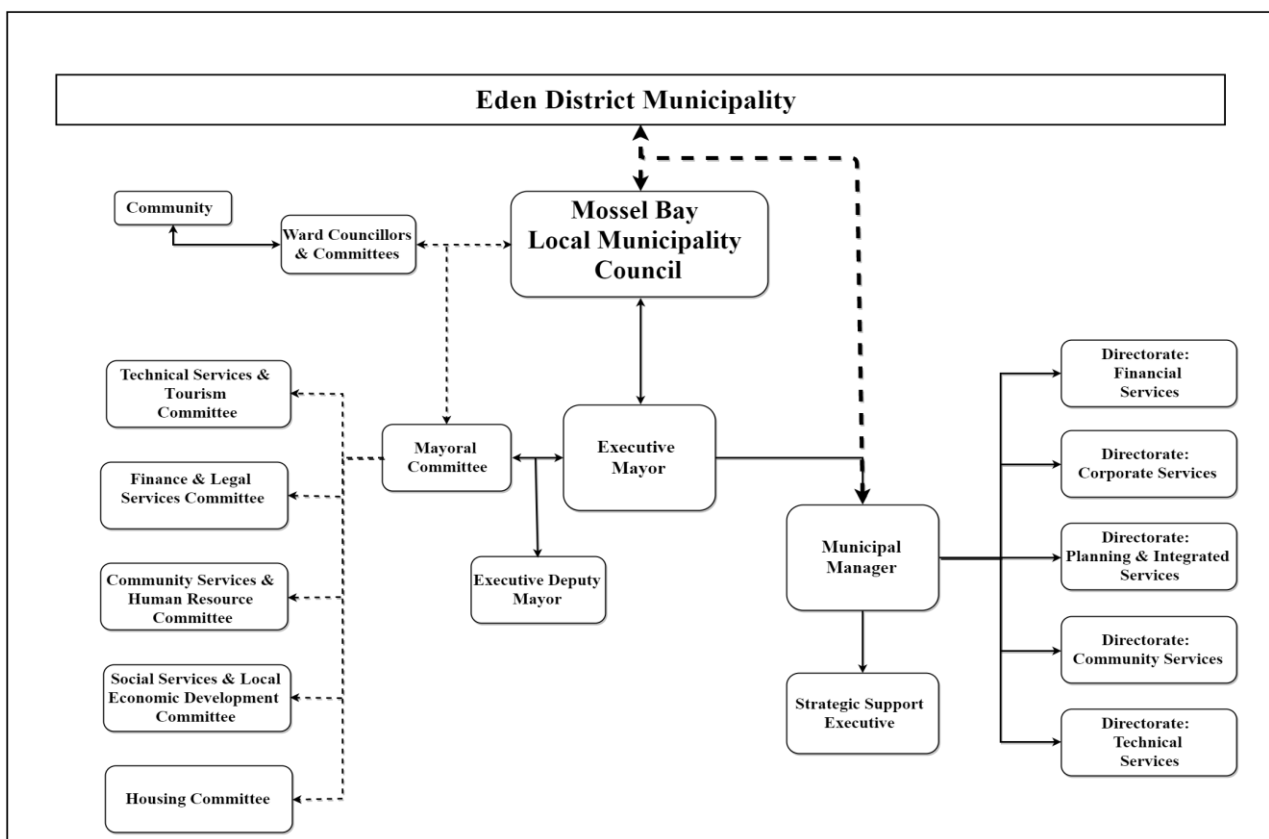 Eden District Municipality
Community
Ward Councillors
& Committees
Mossel Bay
Local Municipality
Council
Technical Services &
Tourism
Committee
Finance & Legal
Services Committee
Community Services &
Human Resource
Committee
Social Services & Local
Economic Development
Committee
Housing Committee
Mayoral
Committee
Executive
Mayor
Executive Deputy
Mayor
Municipal
Manager
Strategic Support
Executive
Directorate:
Financial
Services
Directorate:
Corporate Services
Directorate:
Planning & Integrated
Services
Directorate:
Community Services
Directorate:
Technical
Services